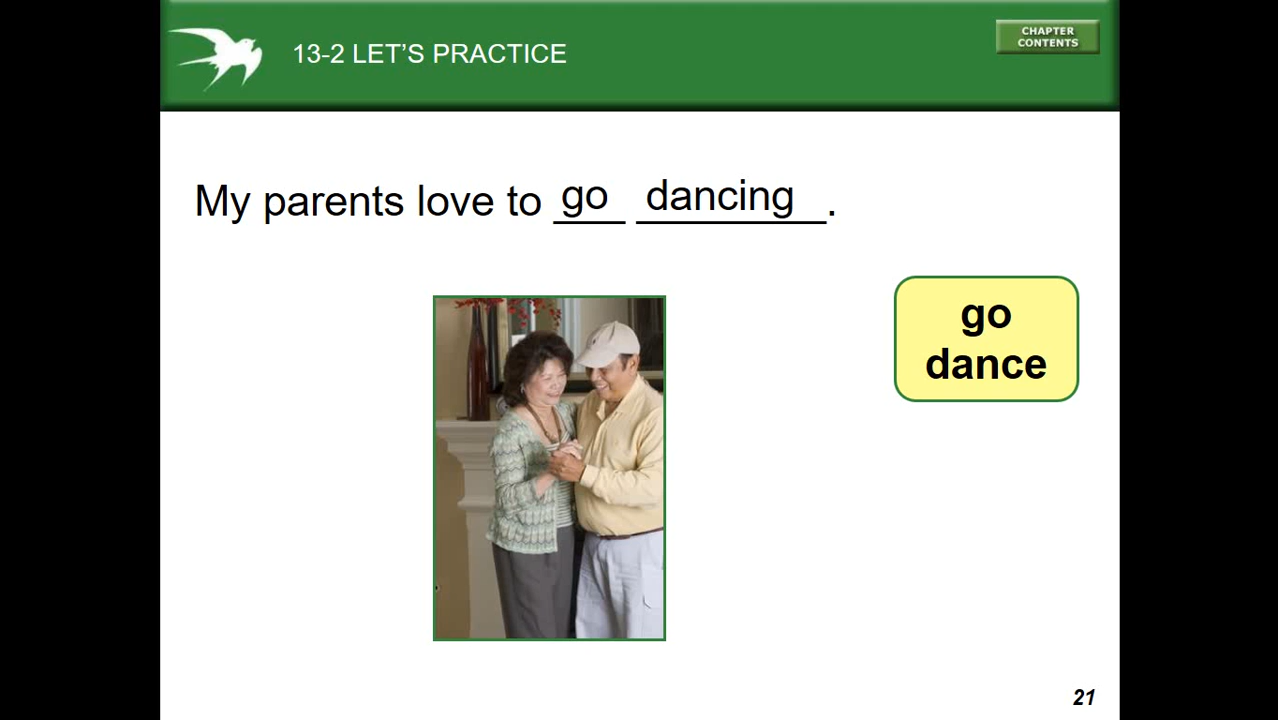 13-2 LET’S PRACTICE
CHAPTER
CONTENTS
My parents love to go dancing.
go
dance
21